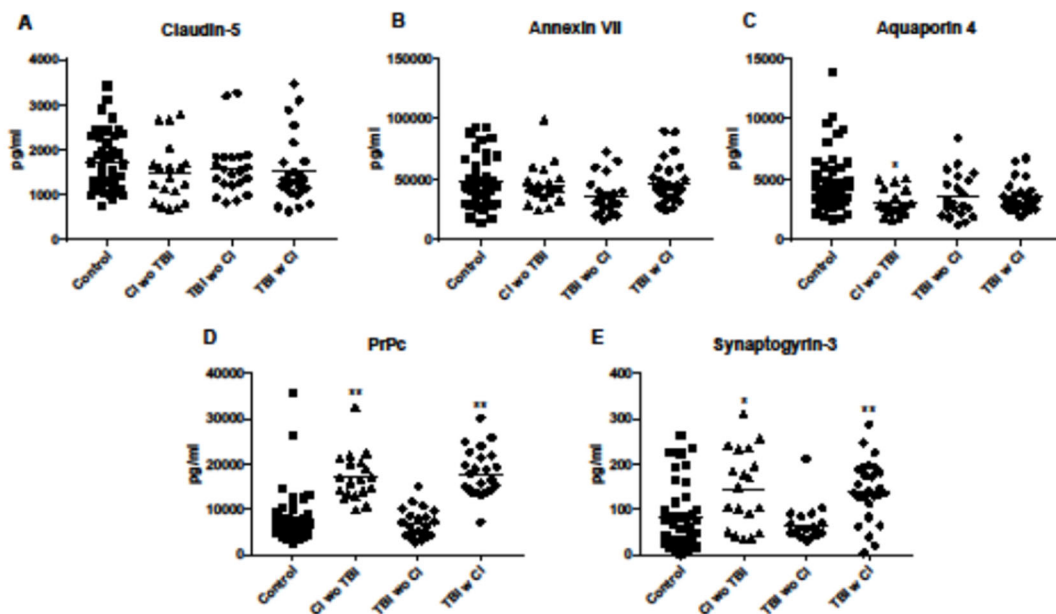 A
Claudin-5
pg/ml
4000
3000
2000
1000
0
Control
CI wo TBI
TBI wo CI
TBI w CI
B
Annexin VII
pg/ml
150000
100000
50000
0
Control
CI wo TBI
TBI wo CI
TBI w CI
C
Aquaporin 4
pg/ml
15000
10000
5000
0
*
Control
CI wo TBI
TBI wo CI
TBI w CI
D
PrPc
pg/ml
40000
30000
20000
10000
0
**
**
Control
CI wo TBI
TBI wo CI
TBI w CI
E
Synaptogyrin-3
pg/ml
400
300
200
100
0
*
**
Control
CI wo TBI
TBI wo CI
TBI w CI